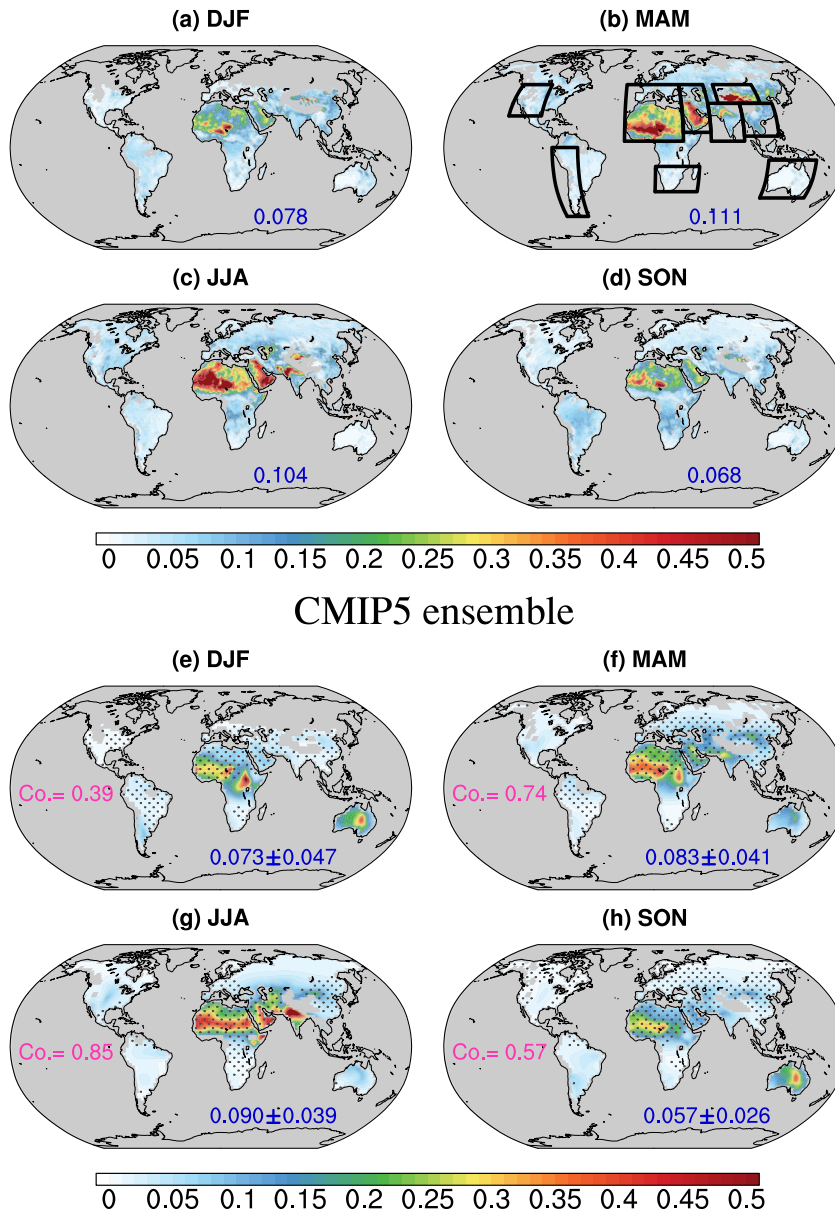 (a) DJF
(b) MAM
0.078
0.111
(c) JJA
(d) SON
0.104
0.068
0 0.05 0.1 0.15 0.2 0.25 0.3 0.35 0.4 0.45 0.5
CMIP5 ensemble
(e) DJF
(f) MAM
Co.= 0.39
0.073±0.047
Co.= 0.74
0.083±0.041
(g) JJA
(h) SON
Co.= 0.85
0.090±0.039
Co.= 0.57
0.057±0.026
0 0.05 0.1 0.15 0.2 0.25 0.3 0.35 0.4 0.45 0.5